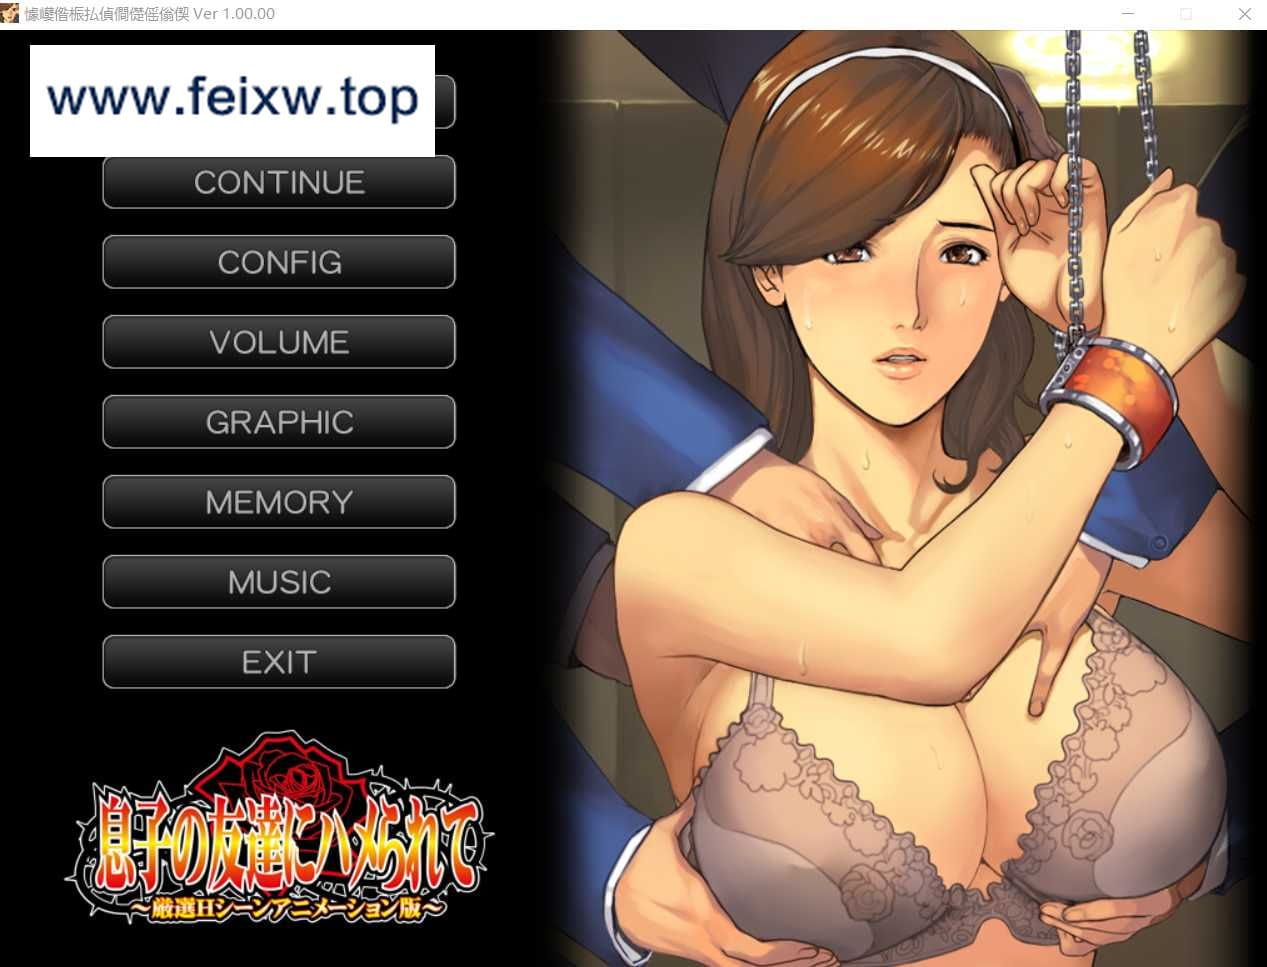 Ver 1.00.00
www.feixw.top
CONTINUE
CONFIG
VOLUME
GRAPHIC
MEMORY
MUSIC
EXIT
息子の友達にハメられて
～厳選Hシーンアニメーション版～